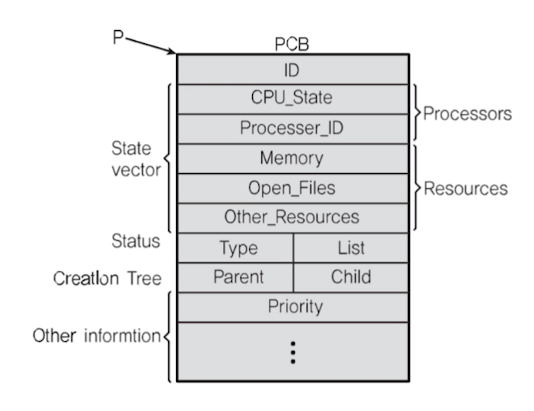 P
PCB
ID
CPU_State
Processer_ID
Processors
State
vector
Memory
Open_Files
Resources
Other_Resources
Status
Type
List
Creation Tree
Parent
Child
Priority
Other informtion